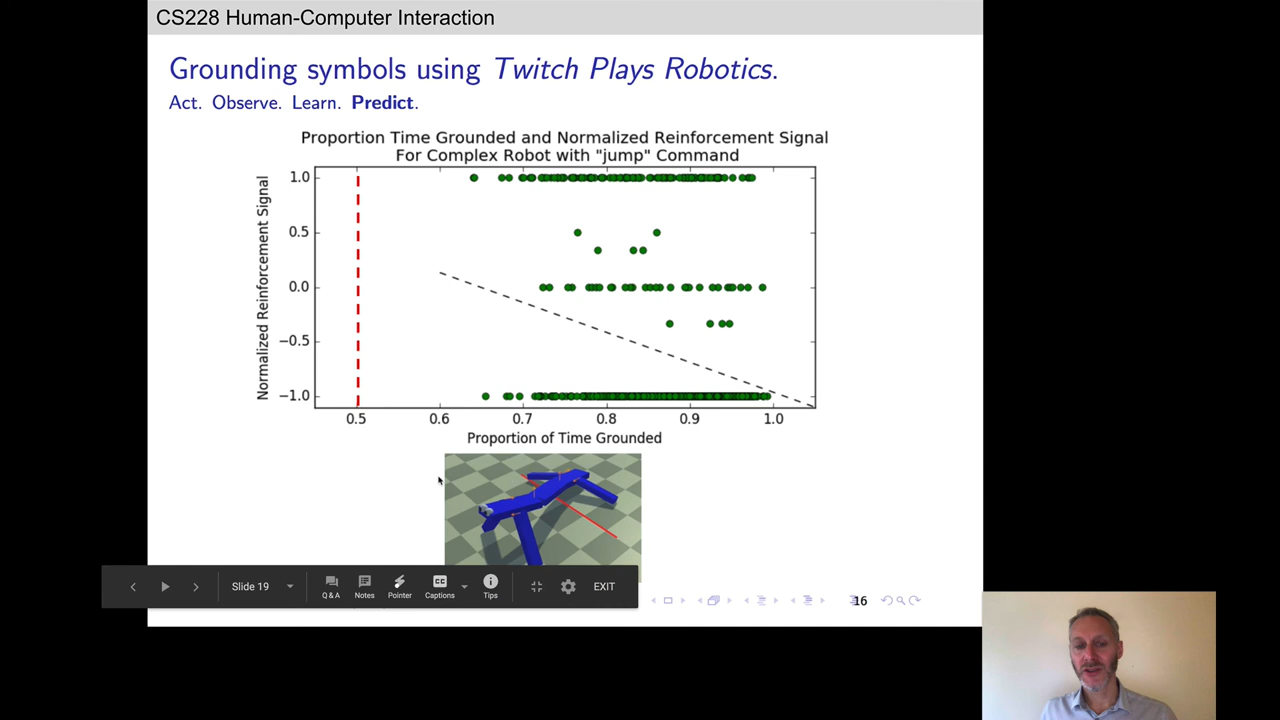 CS228 Human-Computer Interaction
Grounding symbols using Twitch Plays Robotics.
Act. Observe. Learn. Predict.
Proportion Time Grounded and Normalized Reinforcement Signal
For Complex Robot with "jump" Command
Normalized Reinforcement Signal
1.0
0.5
0.0
−0.5
−1.0
0.5 0.6 0.7 0.8 0.9 1.0
Proportion of Time Grounded
Slide 19
Q & A Notes Pointer Captions Tips
EXIT
16